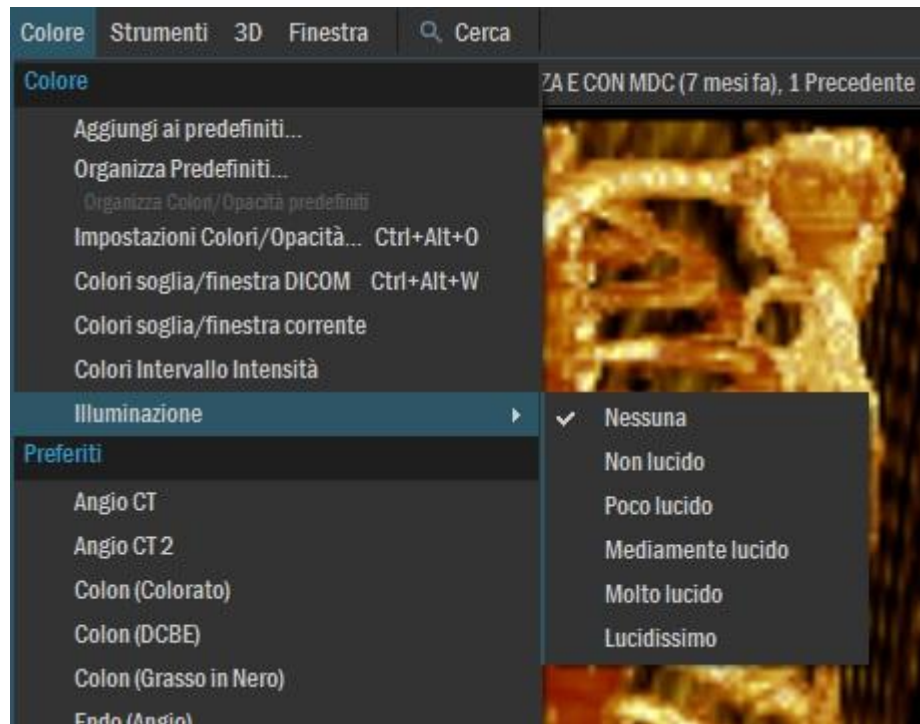 Colore Strumenti 3D Finestra Cerca
Colore
ZA E CON MDC (7 mesi fa), 1 Precedente
Aggiungi ai predefiniti...
Organizza Predefiniti...
Organizza Colori/Opacità predefiniti
Impostazioni Colori/Opacità... Ctrl+Alt+O
Colori soglia/finestra DICOM Ctrl+Alt+W
Colori soglia/finestra corrente
Colori Intervallo Intensità
Illuminazione
Nessuna
Non lucido
Poco lucido
Mediamente lucido
Molto lucido
Lucidissimo
Preferiti
Angio CT
Angio CT 2
Colon (Colorato)
Colon (DCBE)
Colon (Grasso in Nero)
Endo (Angio)